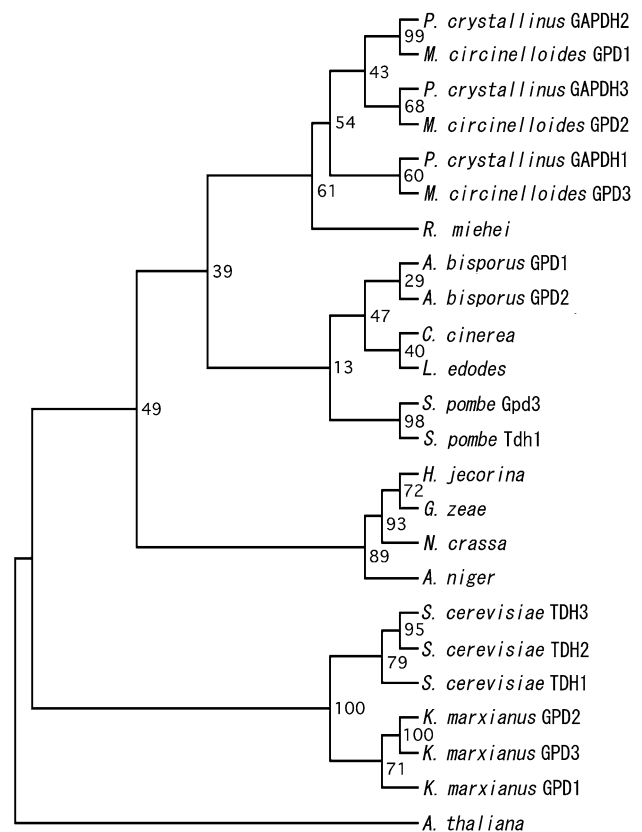 P. crystallinus GAPDH2
99
M. circinelloides GPD1
43
P. crystallinus GAPDH3
68
M. circinelloides GPD2
54
P. crystallinus GAPDH1
60
M. circinelloides GPD3
61
R. miehei
A. bisporus GPD1
39
29
A. bisporus GPD2
47
C. cinerea
40
L. edodes
13
S. pombe Gpd3
49
98
S. pombe Tdh1
H. jecorina
72
G. zeae
93
N. crassa
89
A. niger
S. cerevisiae TDH3
95
S. cerevisiae TDH2
79
S. cerevisiae TDH1
100
K. marxianus GPD2
100
K. marxianus GPD3
71
K. marxianus GPD1
A. thaliana